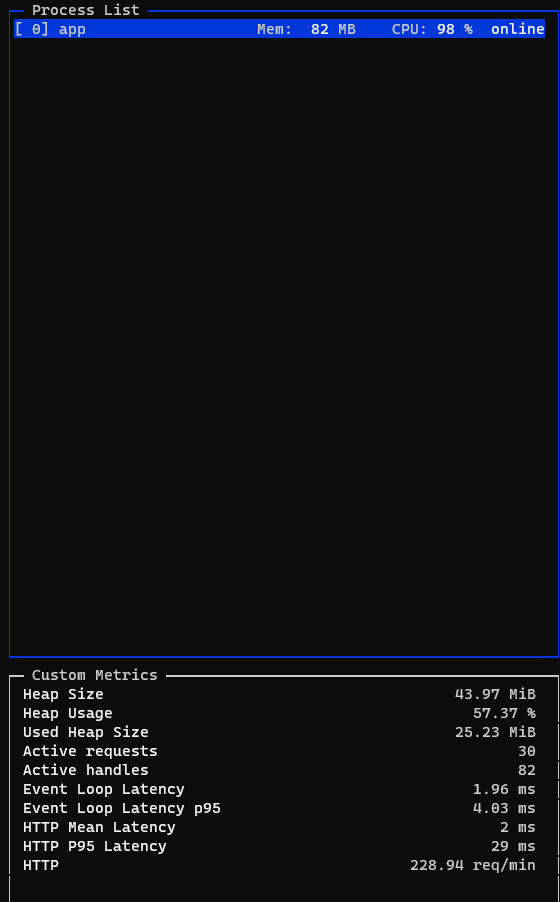 Process List
[ 0] app Mem: 82 MB CPU: 98 % online
Custom Metrics
Heap Size 43.97 MiB
Heap Usage 57.37 %
Used Heap Size 25.23 MiB
Active requests 30
Active handles 82
Event Loop Latency 1.96 ms
Event Loop Latency p95 4.03 ms
HTTP Mean Latency 2 ms
HTTP P95 Latency 29 ms
HTTP 228.94 req/min